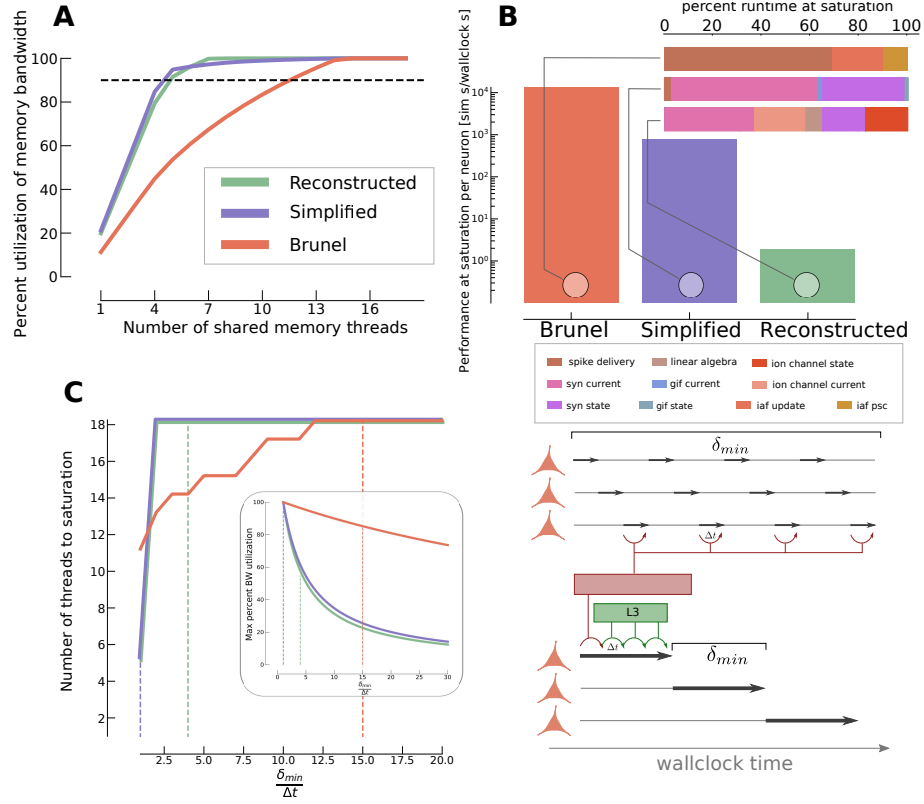 A
Percent utilization of memory bandwidth
100
80
60
40
20
0
1
4
7
10
13
16
Number of shared memory threads
Reconstructed
Simplified
Brunel
B
percent runtime at saturation
0 20 40 60 80 100
Performance at saturation per neuron [sim s/wallclock s]
10⁴
10³
10²
10¹
10⁰
Brunel Simplified Reconstructed
spike delivery linear algebra ion channel state
syn current gif current ion channel current
syn state gif state iaf update iaf psc
C
Number of threads to saturation
18
16
14
12
10
8
6
4
2
2.5 5.0 7.5 10.0 12.5 15.0 17.5 20.0
δmin
Δt
Max percent BW utilization
100
80
60
40
20
0
0 5 10 15 20 25 30
δmin
Δt
δmin
Δt
L3
Δt
δmin
wallclock time